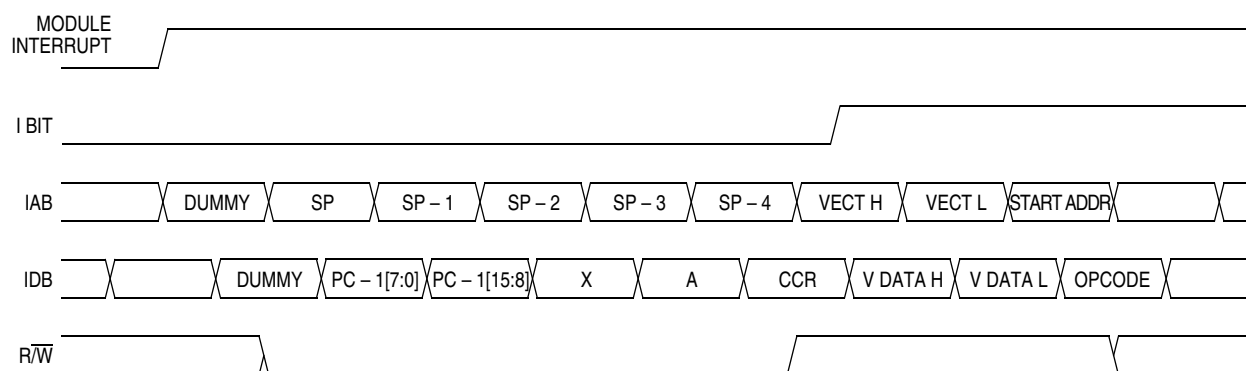 MODULE
INTERRUPT
I BIT
IAB DUMMY SP SP – 1 SP – 2 SP – 3 SP – 4 VECT H VECT L START ADDR
IDB DUMMY PC – 1[7:0] PC – 1[15:8] X A CCR V DATA H V DATA L OPCODE
R/W̅